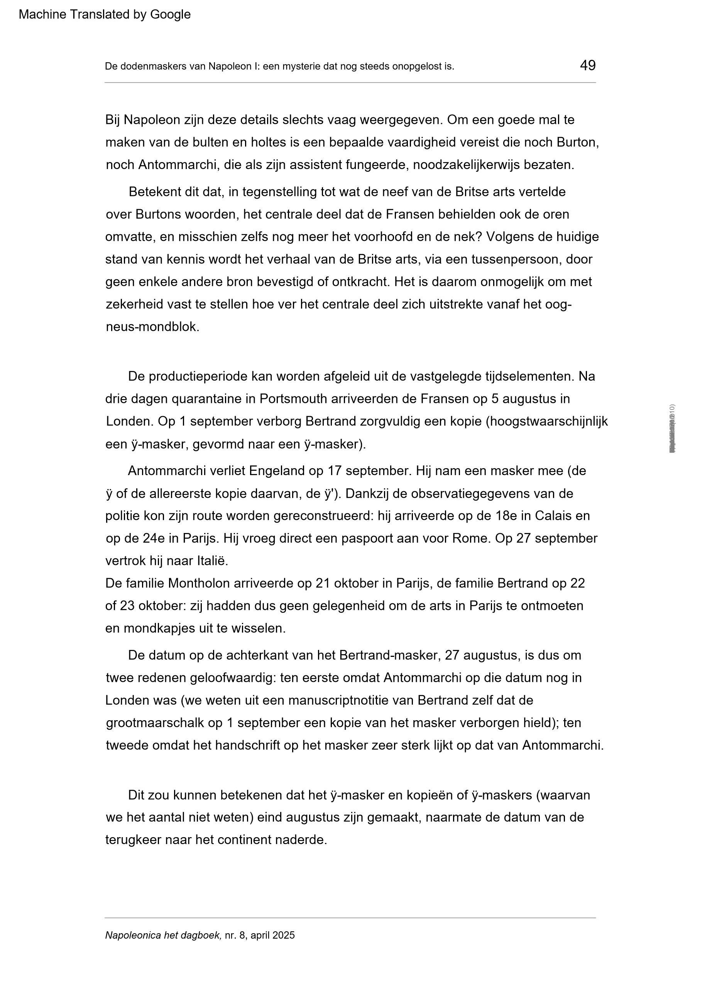 Machine Translated by Google
De dodenmaskers van Napoleon I: een mysterie dat nog steeds onopgelost is.
49
Bij Napoleon zijn deze details slechts vaag weergegeven. Om een goede mal te
maken van de bulten en holtes is een bepaalde vaardigheid vereist die noch Burton,
noch Antommarchi, die als zijn assistent fungeerde, noodzakelijkerwijs bezaten.
Betekent dit dat, in tegenstelling tot wat de neef van de Britse arts vertelde
over Burtons woorden, het centrale deel dat de Fransen behielden ook de oren
omvatte, en misschien zelfs nog meer het voorhoofd en de nek? Volgens de huidige
stand van kennis wordt het verhaal van de Britse arts, via een tussenpersoon, door
geen enkele andere bron bevestigd of ontkracht. Het is daarom onmogelijk om met
zekerheid vast te stellen hoe ver het centrale deel zich uitstrekte vanaf het oog-
neus-mondblok.
De productieperiode kan worden afgeleid uit de vastgelegde tijdselementen. Na
drie dagen quarantaine in Portsmouth arriveerden de Fransen op 5 augustus in
Londen. Op 1 september verborg Bertrand zorgvuldig een kopie (hoogstwaarschijnlijk
een ÿ-masker, gevormd naar een ÿ-masker).
Antommarchi verliet Engeland op 17 september. Hij nam een masker mee (de
ÿ of de allereerste kopie daarvan, de ÿ'). Dankzij de observatiegegevens van de
politie kon zijn route worden gereconstrueerd: hij arriveerde op de 18e in Calais en
op de 24e in Parijs. Hij vroeg direct een paspoort aan voor Rome. Op 27 september
vertrok hij naar Italië.
De familie Montholon arriveerde op 21 oktober in Parijs, de familie Bertrand op 22
of 23 oktober: zij hadden dus geen gelegenheid om de arts in Parijs te ontmoeten
en mondkapjes uit te wisselen.
De datum op de achterkant van het Bertrand-masker, 27 augustus, is dus om
twee redenen geloofwaardig: ten eerste omdat Antommarchi op die datum nog in
Londen was (we weten uit een manuscriptnotitie van Bertrand zelf dat de
grootmaarschalk op 1 september een kopie van het masker verborgen hield); ten
tweede omdat het handschrift op het masker zeer sterk lijkt op dat van Antommarchi.
Dit zou kunnen betekenen dat het ÿ-masker en kopieën of ÿ-maskers (waarvan
we het aantal niet weten) eind augustus zijn gemaakt, naarmate de datum van de
terugkeer naar het continent naderde.
Napoleonica het dagboek, nr. 8, april 2025